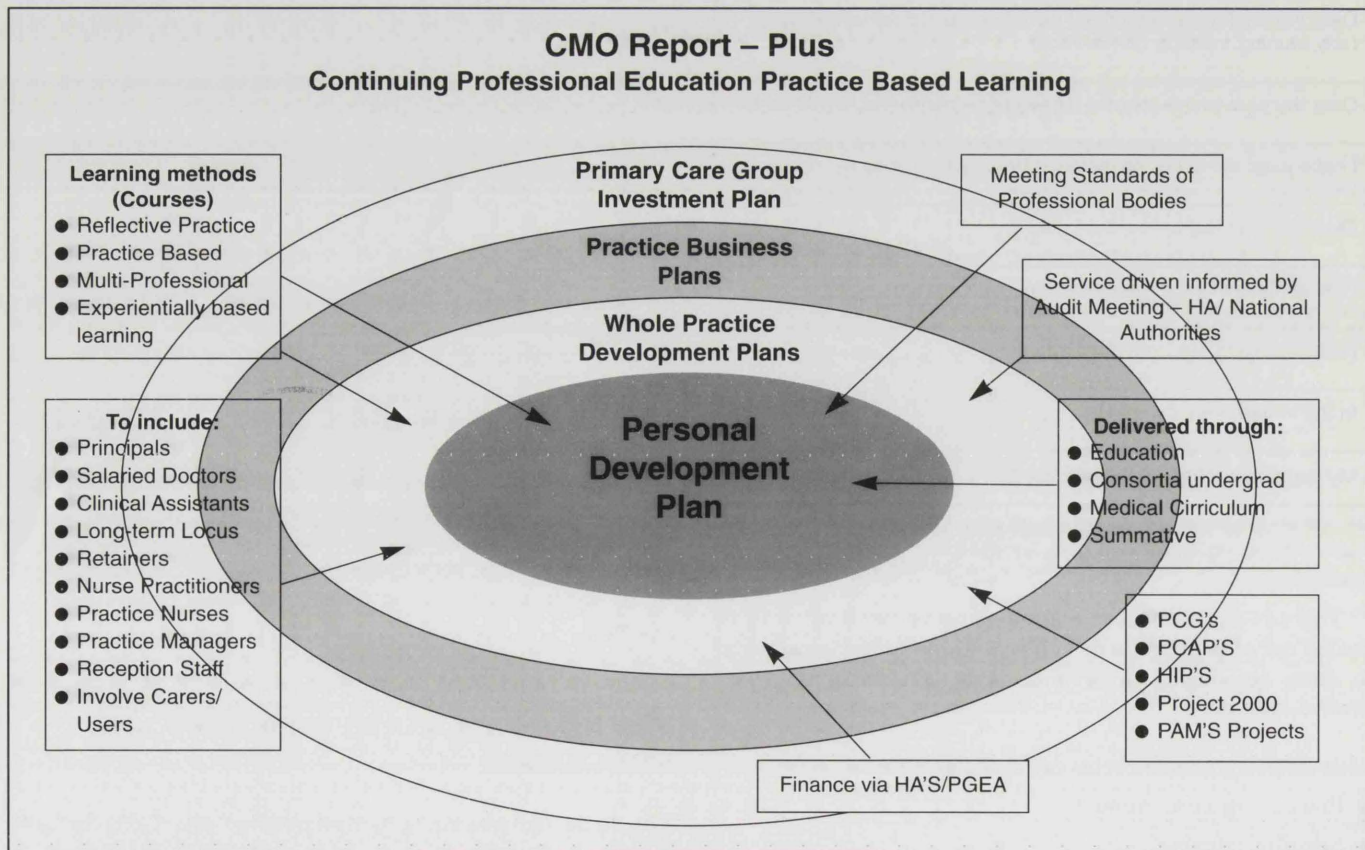 CMO Report – Plus
Continuing Professional Education Practice Based Learning
Learning methods
(Courses)
● Reflective Practice
● Practice Based
● Multi-Professional
● Experientially based
learning
To include:
● Principals
● Salaried Doctors
● Clinical Assistants
● Long-term Locus
● Retainers
● Nurse Practitioners
● Practice Nurses
● Practice Managers
● Reception Staff
● Involve Carers/
Users
Primary Care Group
Investment Plan
Practice Business
Plans
Whole Practice
Development Plans
Personal
Development
Plan
Meeting Standards of
Professional Bodies
Service driven informed by
Audit Meeting – HA/ National
Authorities
Delivered through:
● Education
● Consortia undergrad
● Medical Cirriculum
● Summative
● PCG's
● PCAP'S
● HIP'S
● Project 2000
● PAM'S Projects
Finance via HA'S/PGEA